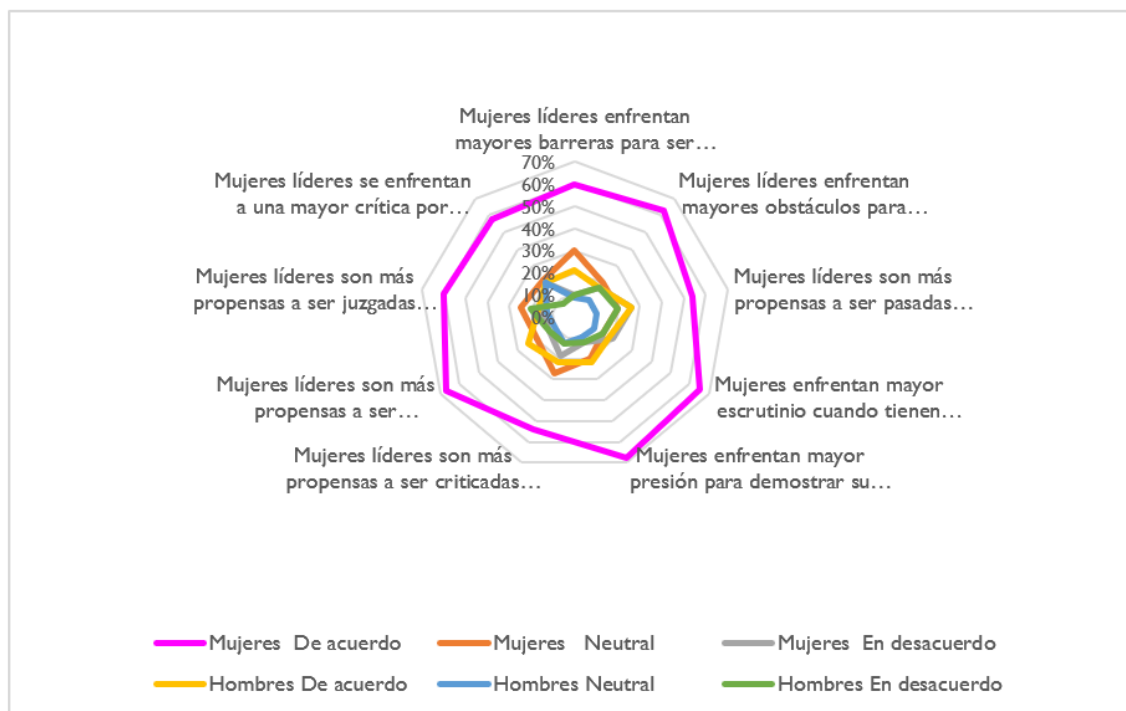 Mujeres líderes enfrentan
mayores barreras para ser…
70%
60%
50%
40%
30%
20%
10%
0%
Mujeres líderes enfrentan
mayores obstáculos para…
Mujeres líderes son más
propensas a ser pasadas…
Mujeres enfrentan mayor
escrutinio cuando tienen…
Mujeres enfrentan mayor
presión para demostrar su…
Mujeres líderes son más
propensas a ser criticadas…
Mujeres líderes son más
propensas a ser…
Mujeres líderes son más
propensas a ser juzgadas…
Mujeres líderes se enfrentan
a una mayor crítica por…
Mujeres De acuerdo
Mujeres Neutral
Mujeres En desacuerdo
Hombres De acuerdo
Hombres Neutral
Hombres En desacuerdo